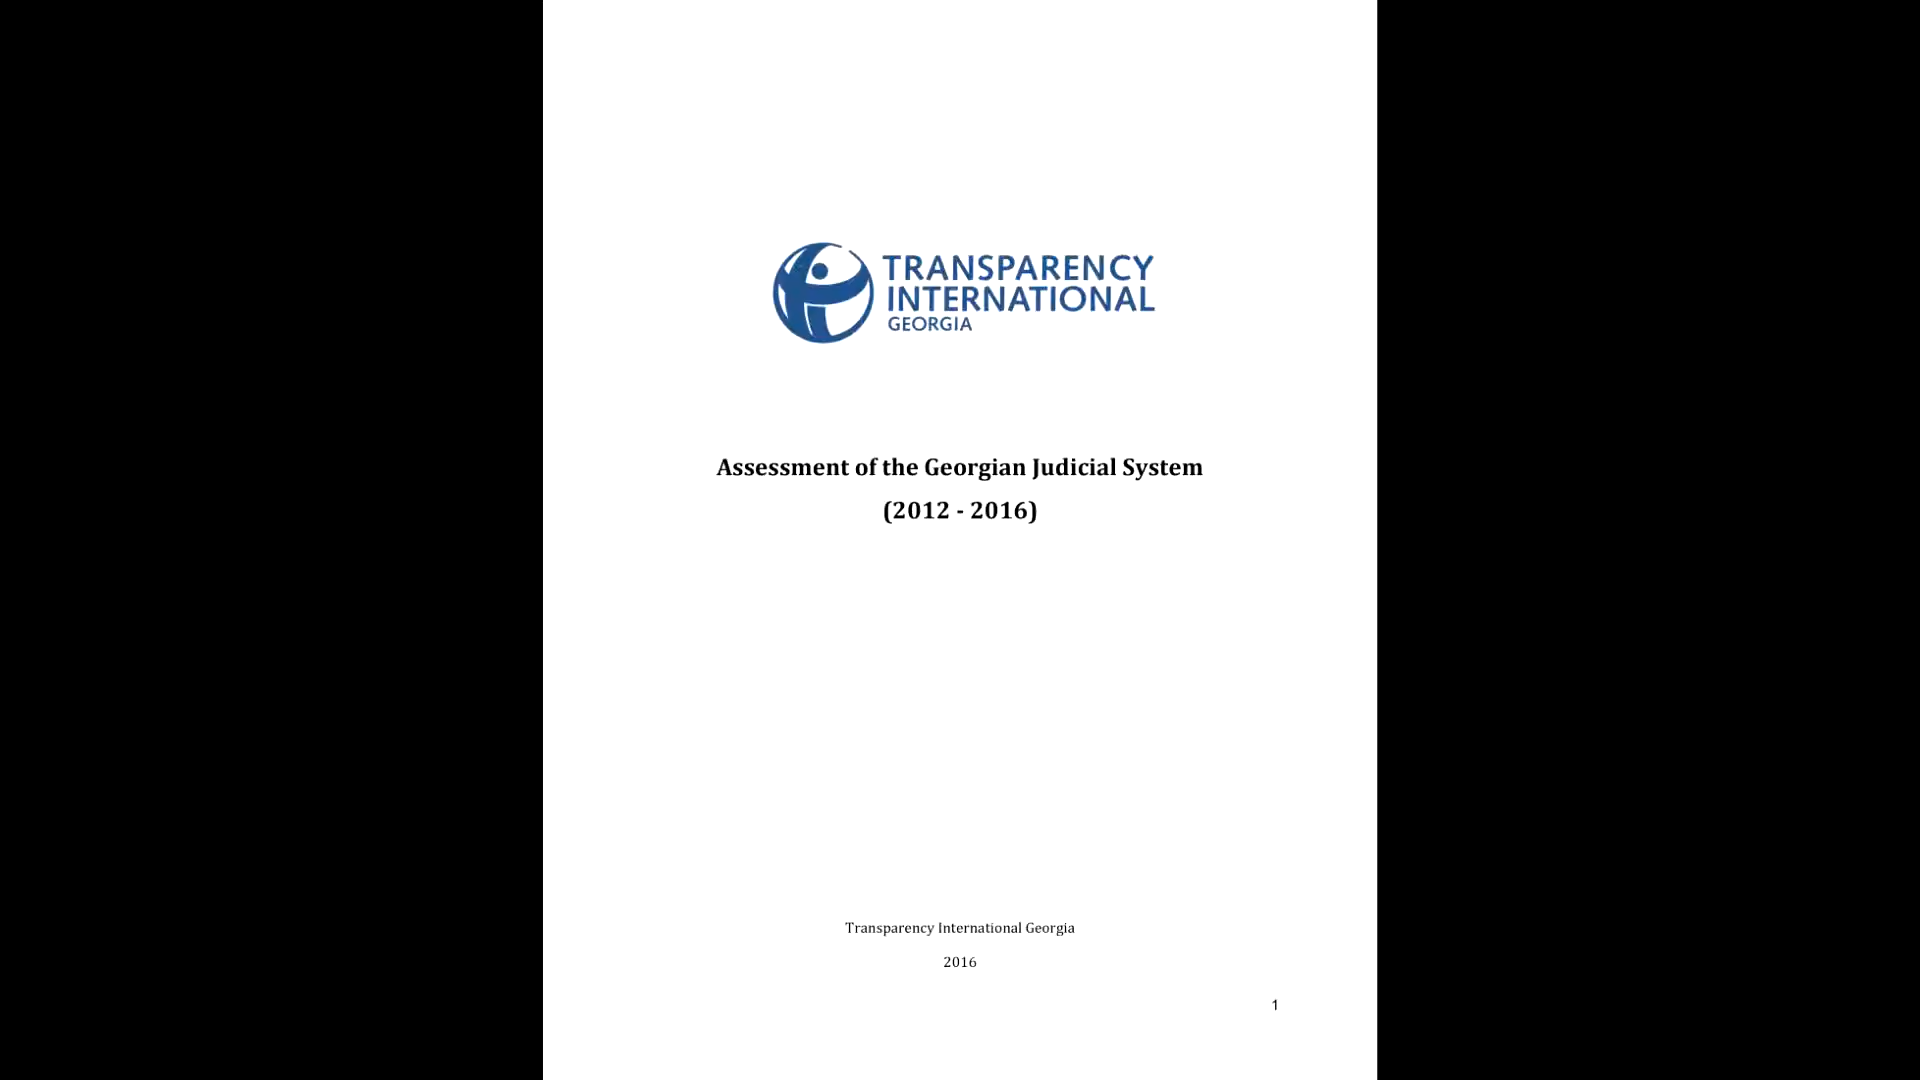 TRANSPARENCY
INTERNATIONAL
GEORGIA
Assessment of the Georgian Judicial System
(2012 - 2016)
Transparency International Georgia
2016
1